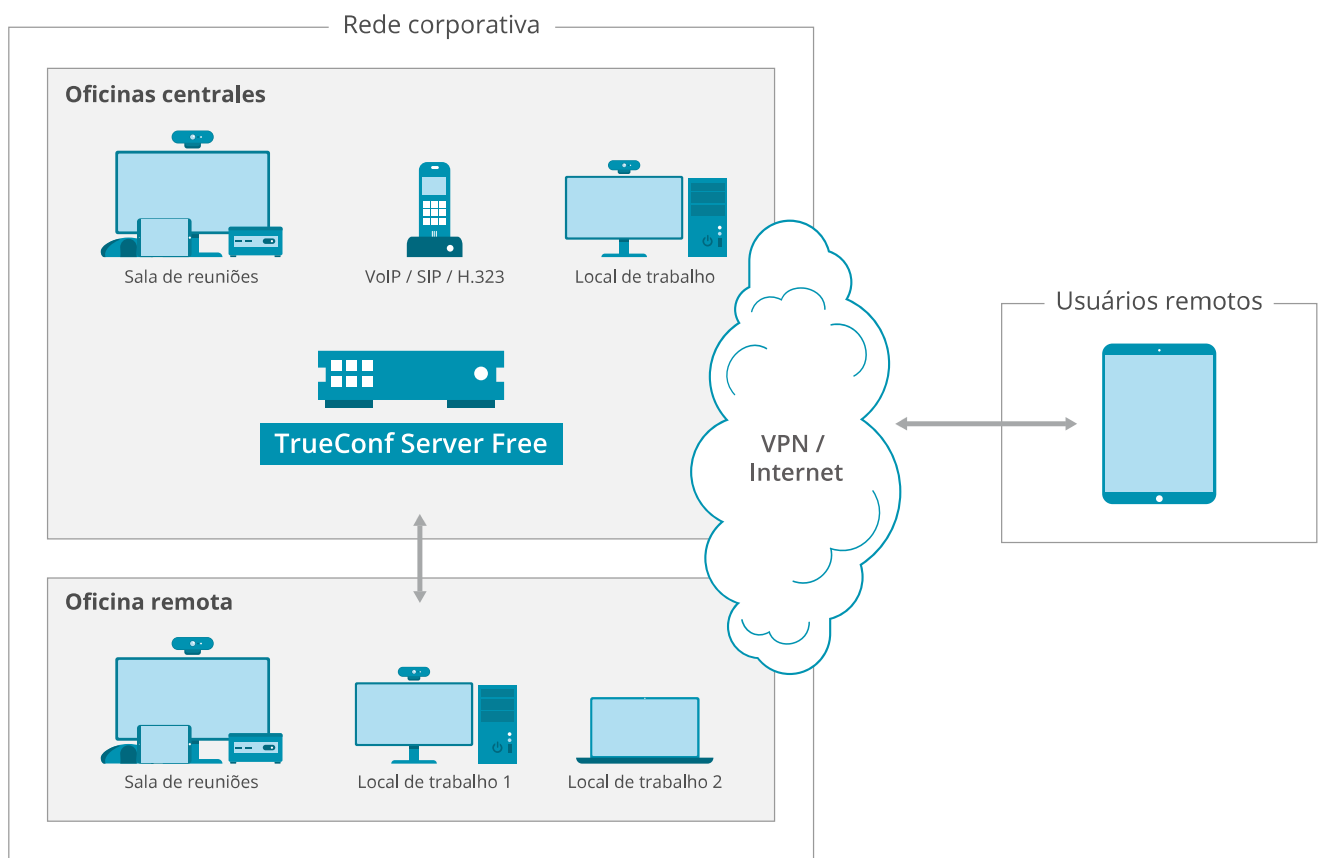 Rede corporativa
Oficinas centrales
Sala de reuniões
VoIP / SIP / H.323
Local de trabalho
TrueConf Server Free
VPN /
Internet
Usuários remotos
Oficina remota
Sala de reuniões
Local de trabalho 1
Local de trabalho 2